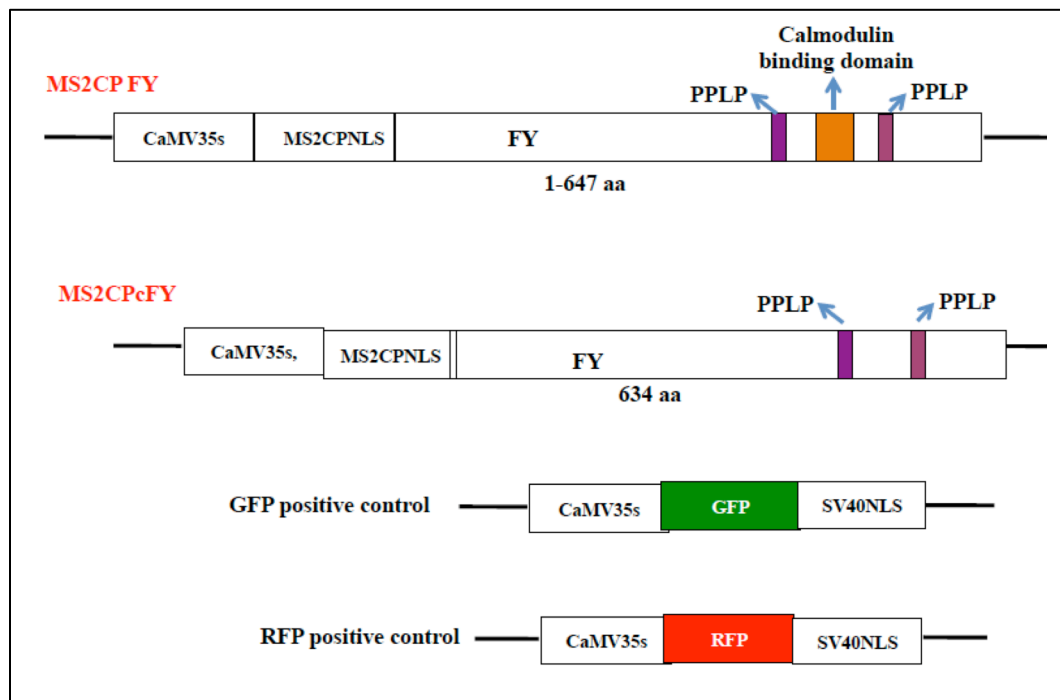 Calmodulin
binding domain
MS2CP FY
PPLP
PPLP
CaMV35s
MS2CPNLS
FY
1-647 aa
MS2CPcFY
PPLP
PPLP
CaMV35s,
MS2CPNLS
FY
634 aa
GFP positive control
CaMV35s
GFP
SV40NLS
RFP positive control
CaMV35s
RFP
SV40NLS